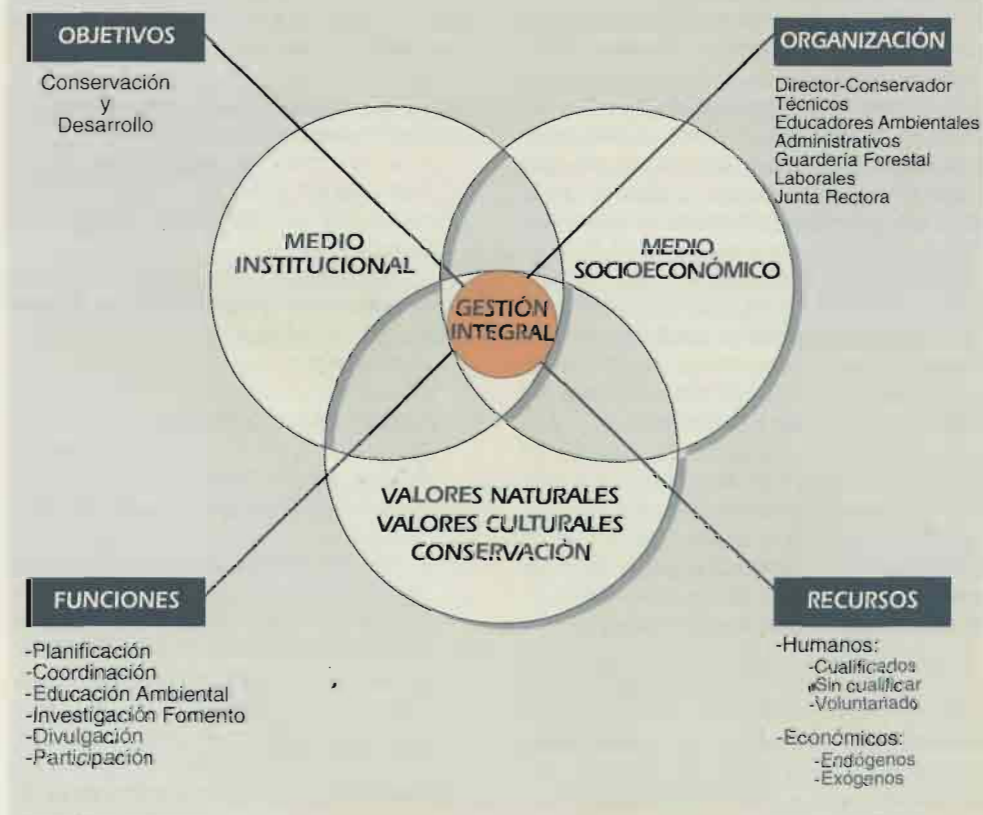 OBJETIVOS
Conservación
y
Desarrollo
ORGANIZACIÓN
Director-Conservador
Técnicos
Educadores Ambientales
Administrativos
Guardería Forestal
Laborales
Junta Rectora
MEDIO
INSTITUCIONAL
MEDIO
SOCIOECONÓMICO
GESTIÓN
INTEGRAL
VALORES NATURALES
VALORES CULTURALES
CONSERVACIÓN
FUNCIONES
-Planificación
-Coordinación
-Educación Ambiental
-Investigación Fomento
-Divulgación
-Participación
RECURSOS
-Humanos:
-Cualificados
-Sin cualificar
-Voluntariado
-Económicos:
-Endógenos
-Exógenos